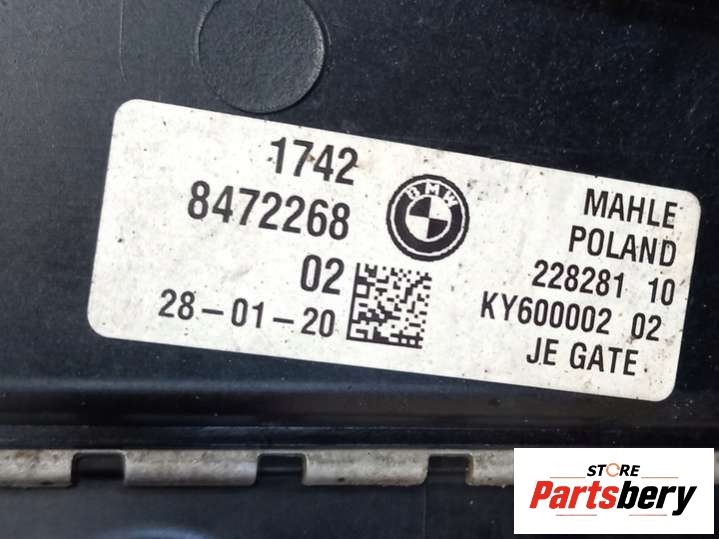 1742
8472268
02
28-01-20
BMW
MAHLE
POLAND
228281 10
KY600002 02
JE GATE
STORE
Partsbery